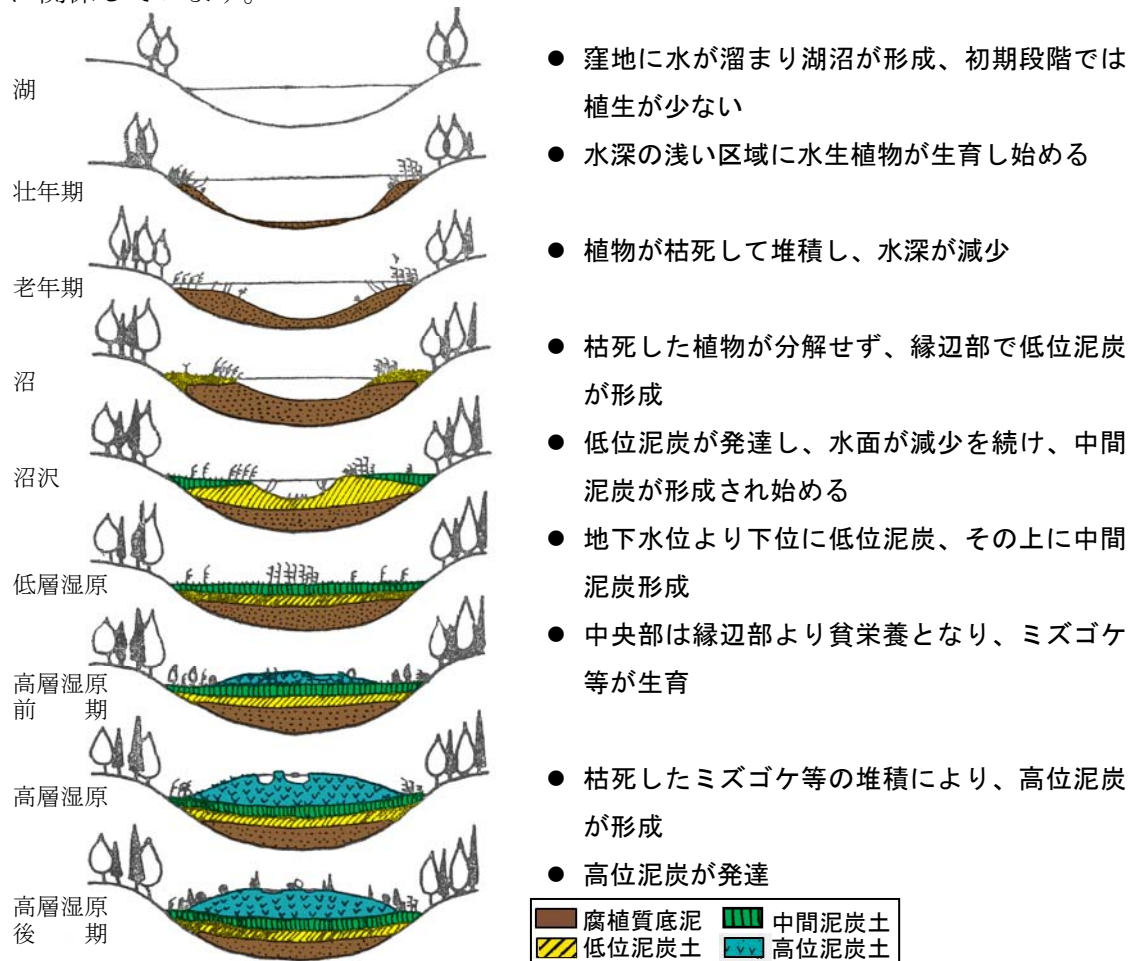 湖
壮年期
老年期
沼
沼沢
低層湿原
高層湿原
前　期
高層湿原
高層湿原
後　期
● 窪地に水が溜まり湖沼が形成、初期段階では
植生が少ない
● 水深の浅い区域に水生植物が生育し始める
● 植物が枯死して堆積し、水深が減少
● 枯死した植物が分解せず、縁辺部で低位泥炭
が形成
● 低位泥炭が発達し、水面が減少を続け、中間
泥炭が形成され始める
● 地下水位より下位に低位泥炭、その上に中間
泥炭形成
● 中央部は縁辺部より貧栄養となり、ミズゴケ
等が生育
● 枯死したミズゴケ等の堆積により、高位泥炭
が形成
● 高位泥炭が発達
腐植質底泥 中間泥炭土
低位泥炭土 高位泥炭土